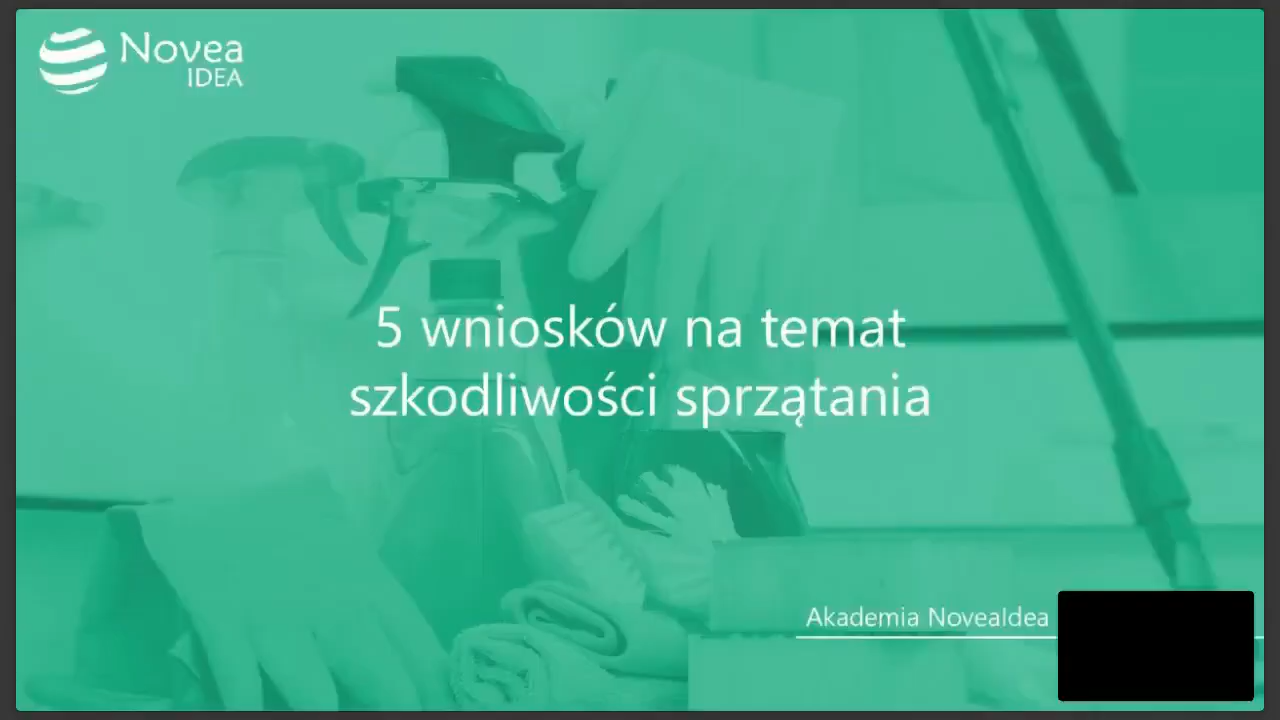 Novea
IDEA
5 wniosków na temat
szkodliwości sprzątania
Akademia NoveaIdea